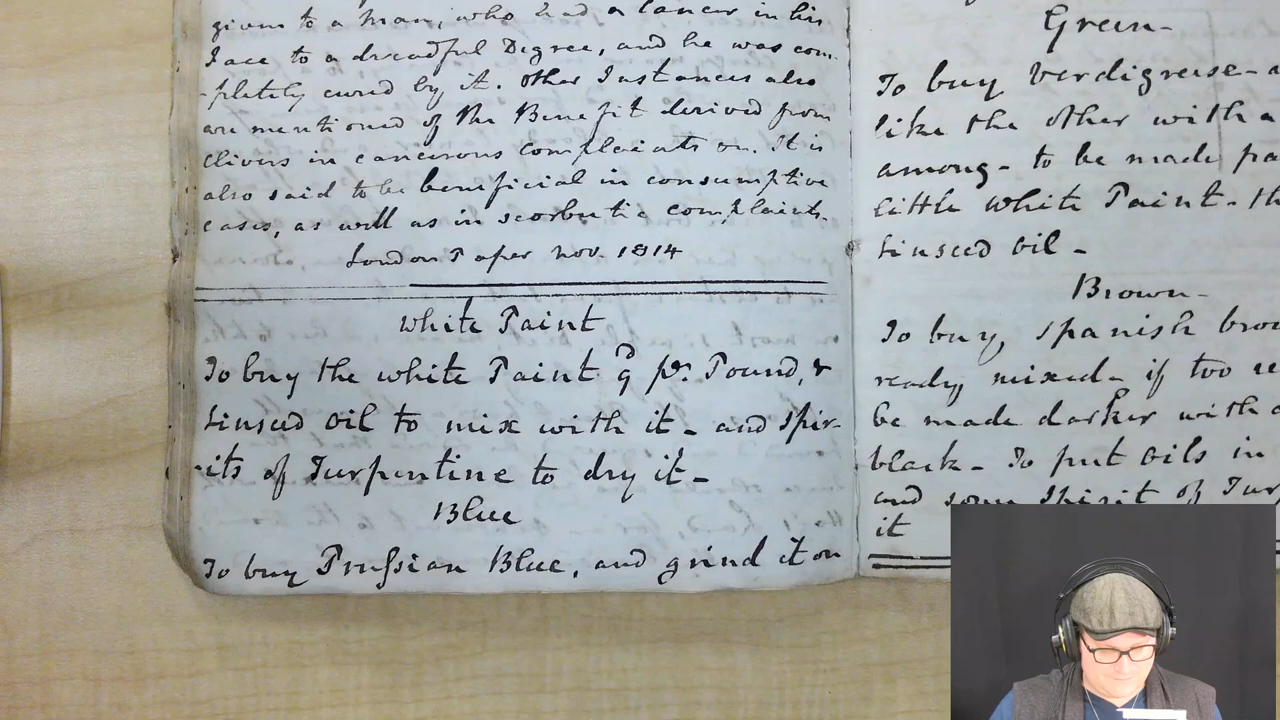 given to a Man, who had a Cancer in his
Face to a dreadful Degree, and he was com-
-pletely cured by it. Other Instances also
are mentioned of the Benefit derived from
Clivers in cancerous complaints &c. It is
also said to be beneficial in consumptive
cases, as well as in scorbutic complaints.
London Paper Nov. 1814
White Paint
To buy the white Paint 9d pr. Pound, &
Linseed Oil to mix with it - and Spir-
-its of Turpentine to dry it -
Blue
To buy Prussian Blue, and grind it on
Green -
To buy Verdigrease -
like the other with a
among - to be made
little white Paint -
Linseed Oil -
Brown -
To buy, Spanish
ready mixed - if too
be made darker with
black - To put Oils in
and some Spirit of
it